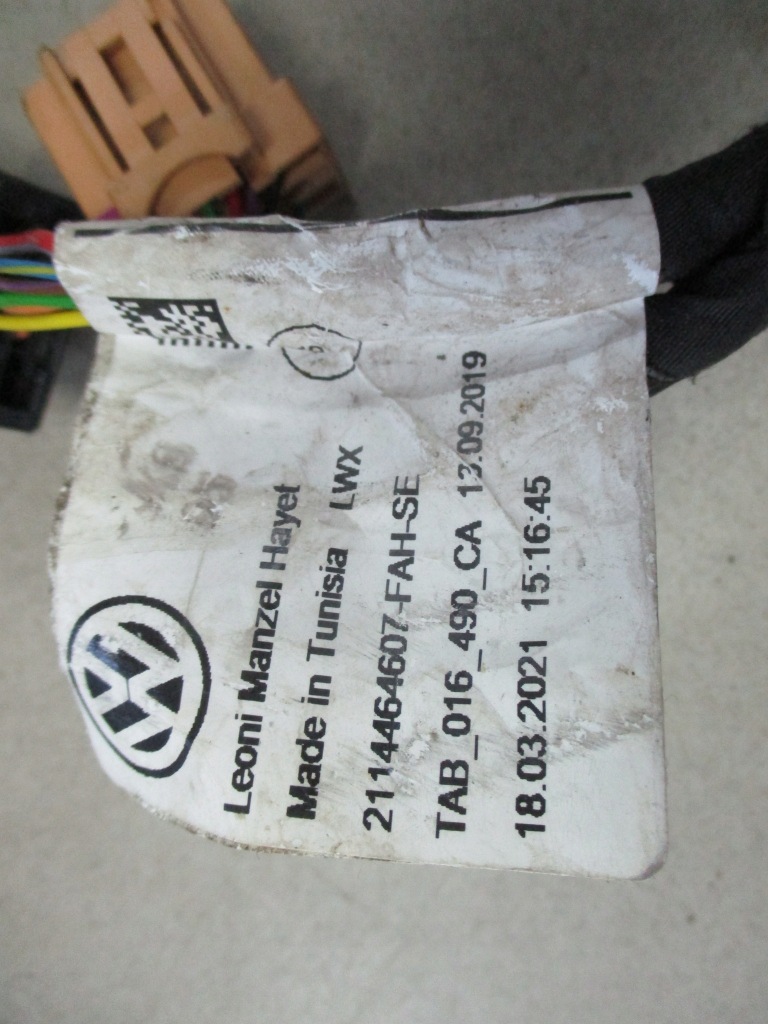 Leoni Manzel Hayet
Made in Tunisia LWX
2114464607-FAH-SE
TAB_016_490_CA 13.09.2019
18.03.2021 15:16:45